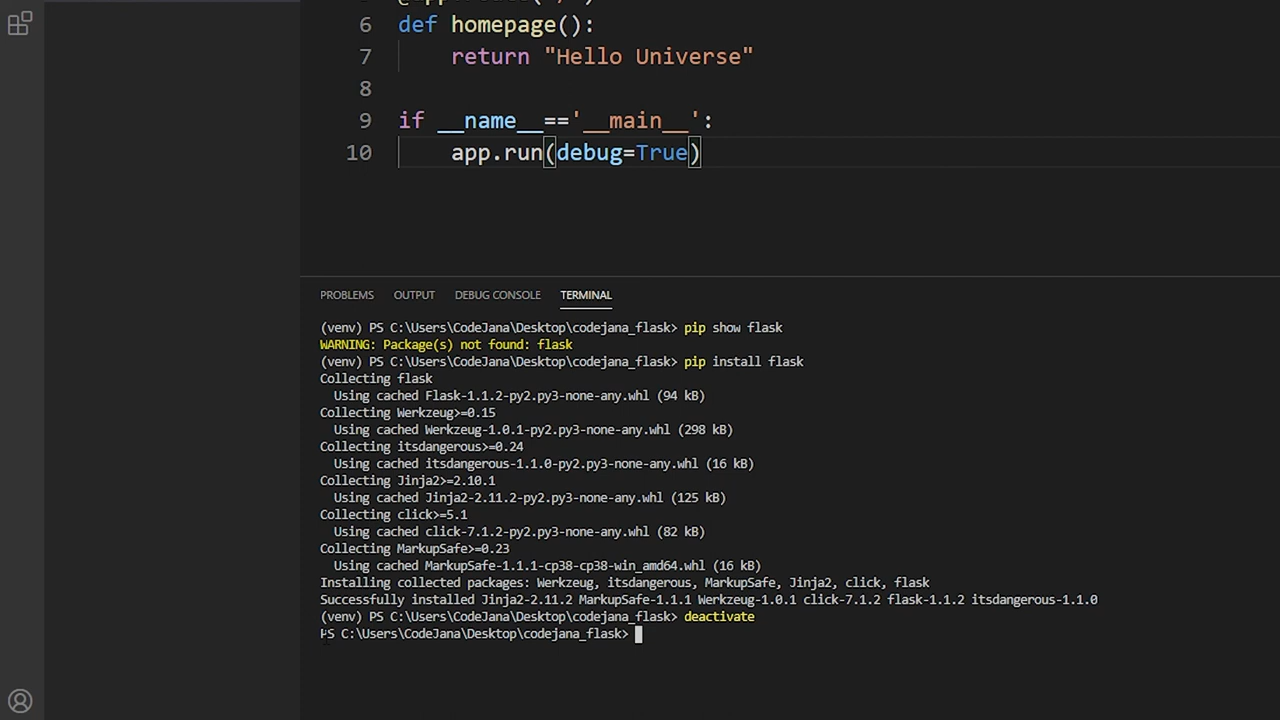 6 def homepage():
7 return "Hello Universe"
8
9 if __name__=='__main__':
10 app.run(debug=True)
PROBLEMS OUTPUT DEBUG CONSOLE TERMINAL
(venv) PS C:\Users\CodeJana\Desktop\codejana_flask> pip show flask
WARNING: Package(s) not found: flask
(venv) PS C:\Users\CodeJana\Desktop\codejana_flask> pip install flask
Collecting flask
Using cached Flask-1.1.2-py2.py3-none-any.whl (94 kB)
Collecting Werkzeug>=0.15
Using cached Werkzeug-1.0.1-py2.py3-none-any.whl (298 kB)
Collecting itsdangerous>=0.24
Using cached itsdangerous-1.1.0-py2.py3-none-any.whl (16 kB)
Collecting Jinja2>=2.10.1
Using cached Jinja2-2.11.2-py2.py3-none-any.whl (125 kB)
Collecting click>=5.1
Using cached click-7.1.2-py2.py3-none-any.whl (82 kB)
Collecting MarkupSafe>=0.23
Using cached MarkupSafe-1.1.1-cp38-cp38-win_amd64.whl (16 kB)
Installing collected packages: Werkzeug, itsdangerous, MarkupSafe, Jinja2, click, flask
Successfully installed Jinja2-2.11.2 MarkupSafe-1.1.1 Werkzeug-1.0.1 click-7.1.2 flask-1.1.2 itsdangerous-1.1.0
(venv) PS C:\Users\CodeJana\Desktop\codejana_flask> deactivate
PS C:\Users\CodeJana\Desktop\codejana_flask>